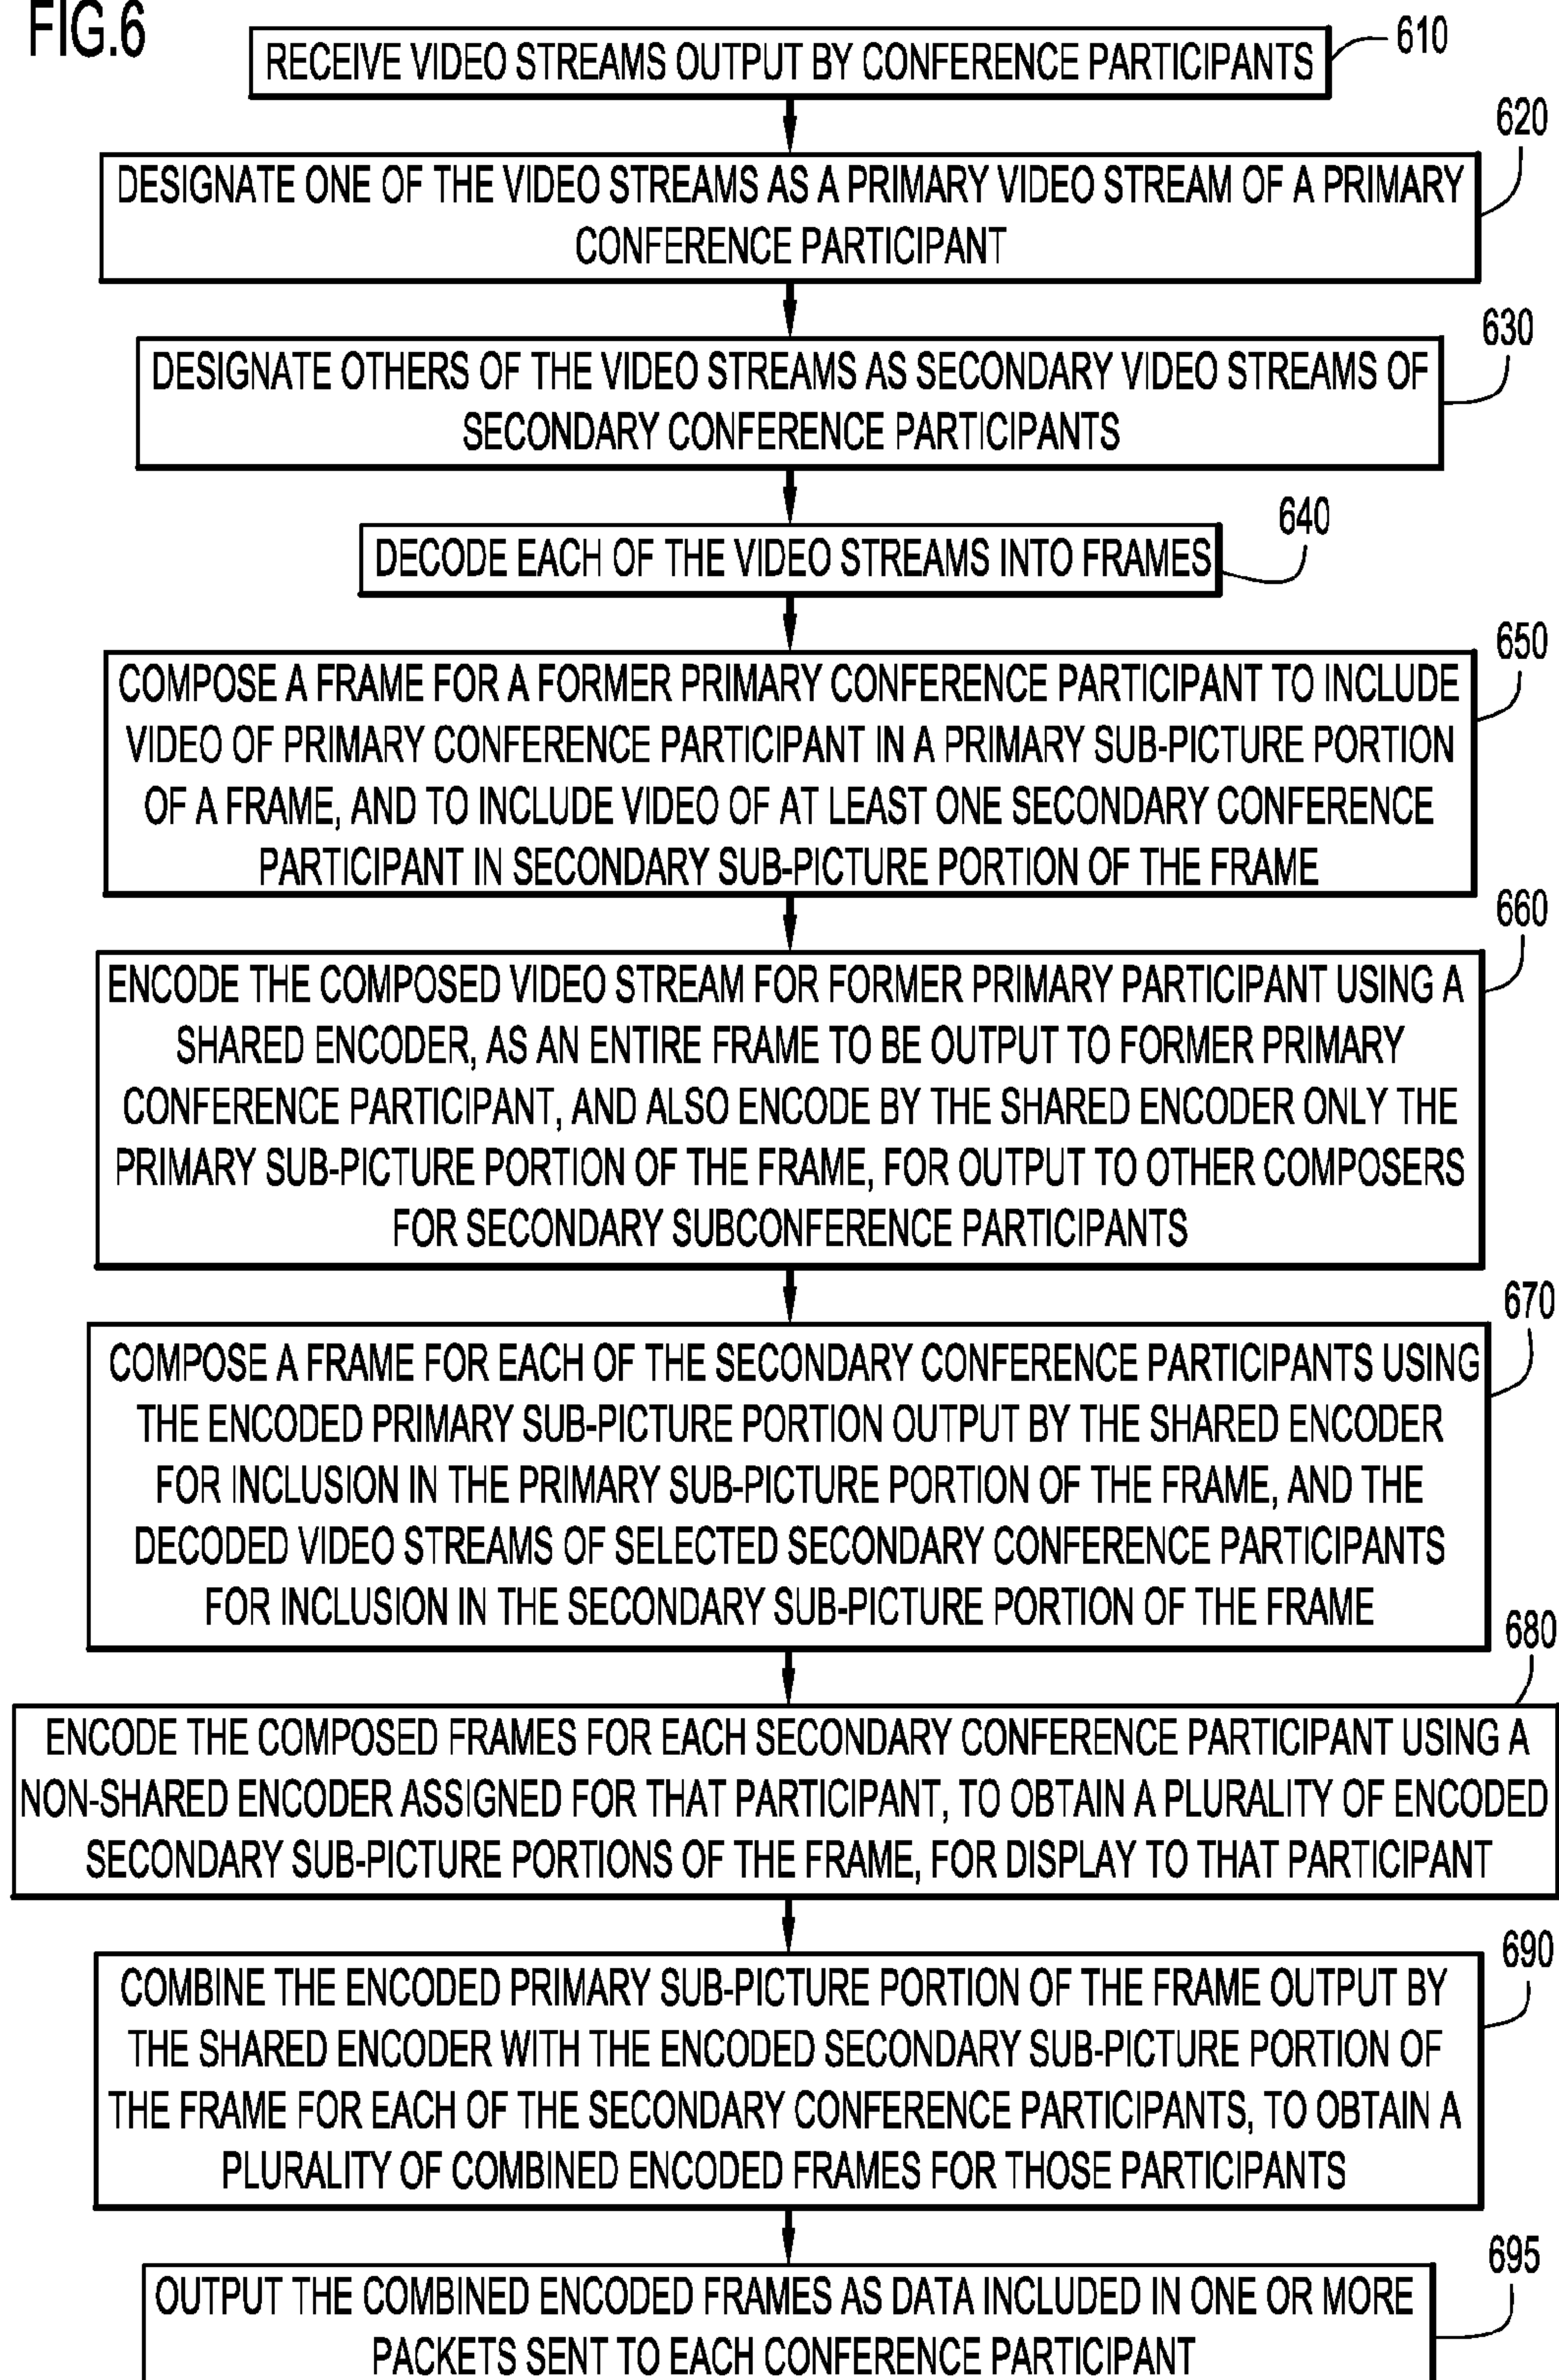 FIG.6
RECEIVE VIDEO STREAMS OUTPUT BY CONFERENCE PARTICIPANTS
610
DESIGNATE ONE OF THE VIDEO STREAMS AS A PRIMARY VIDEO STREAM OF A PRIMARY
CONFERENCE PARTICIPANT
620
DESIGNATE OTHERS OF THE VIDEO STREAMS AS SECONDARY VIDEO STREAMS OF
SECONDARY CONFERENCE PARTICIPANTS
630
DECODE EACH OF THE VIDEO STREAMS INTO FRAMES
640
COMPOSE A FRAME FOR A FORMER PRIMARY CONFERENCE PARTICIPANT TO INCLUDE
VIDEO OF PRIMARY CONFERENCE PARTICIPANT IN A PRIMARY SUB-PICTURE PORTION
OF A FRAME, AND TO INCLUDE VIDEO OF AT LEAST ONE SECONDARY CONFERENCE
PARTICIPANT IN SECONDARY SUB-PICTURE PORTION OF THE FRAME
650
ENCODE THE COMPOSED VIDEO STREAM FOR FORMER PRIMARY PARTICIPANT USING A
SHARED ENCODER, AS AN ENTIRE FRAME TO BE OUTPUT TO FORMER PRIMARY
CONFERENCE PARTICIPANT, AND ALSO ENCODE BY THE SHARED ENCODER ONLY THE
PRIMARY SUB-PICTURE PORTION OF THE FRAME, FOR OUTPUT TO OTHER COMPOSERS
FOR SECONDARY SUBCONFERENCE PARTICIPANTS
660
COMPOSE A FRAME FOR EACH OF THE SECONDARY CONFERENCE PARTICIPANTS USING
THE ENCODED PRIMARY SUB-PICTURE PORTION OUTPUT BY THE SHARED ENCODER
FOR INCLUSION IN THE PRIMARY SUB-PICTURE PORTION OF THE FRAME, AND THE
DECODED VIDEO STREAMS OF SELECTED SECONDARY CONFERENCE PARTICIPANTS
FOR INCLUSION IN THE SECONDARY SUB-PICTURE PORTION OF THE FRAME
670
ENCODE THE COMPOSED FRAMES FOR EACH SECONDARY CONFERENCE PARTICIPANT USING A
NON-SHARED ENCODER ASSIGNED FOR THAT PARTICIPANT, TO OBTAIN A PLURALITY OF ENCODED
SECONDARY SUB-PICTURE PORTIONS OF THE FRAME, FOR DISPLAY TO THAT PARTICIPANT
680
COMBINE THE ENCODED PRIMARY SUB-PICTURE PORTION OF THE FRAME OUTPUT BY
THE SHARED ENCODER WITH THE ENCODED SECONDARY SUB-PICTURE PORTION OF
THE FRAME FOR EACH OF THE SECONDARY CONFERENCE PARTICIPANTS, TO OBTAIN A
PLURALITY OF COMBINED ENCODED FRAMES FOR THOSE PARTICIPANTS
690
OUTPUT THE COMBINED ENCODED FRAMES AS DATA INCLUDED IN ONE OR MORE
PACKETS SENT TO EACH CONFERENCE PARTICIPANT
695